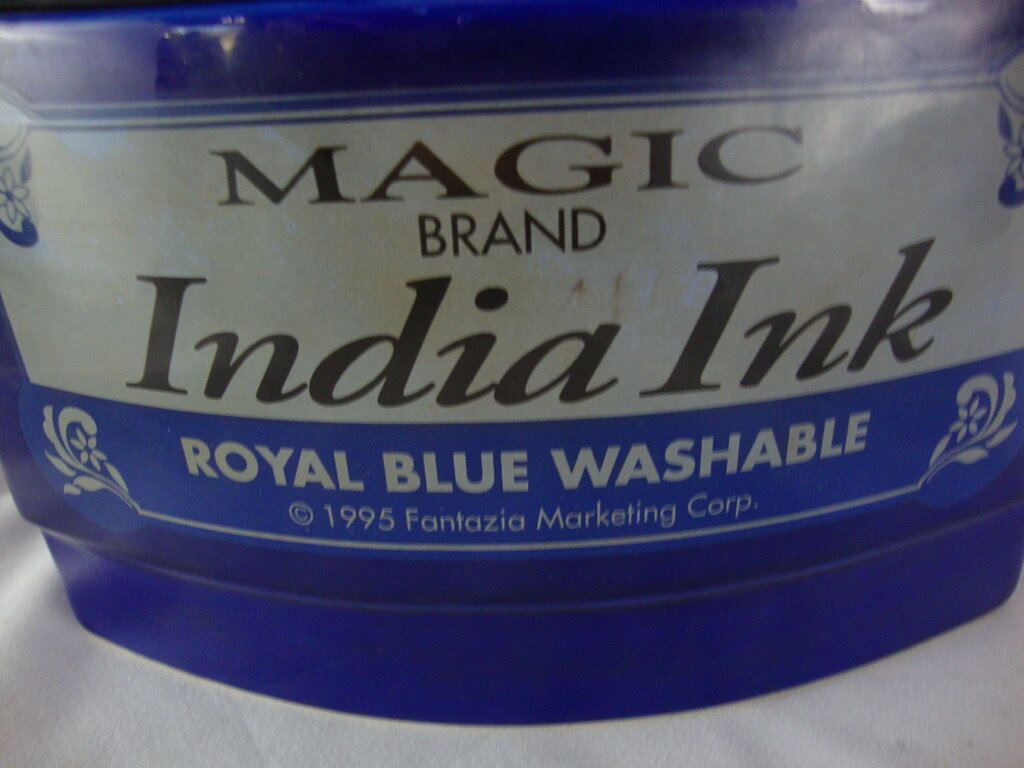 MAGIC
BRAND
India Ink
ROYAL BLUE WASHABLE
© 1995 Fantazia Marketing Corp.